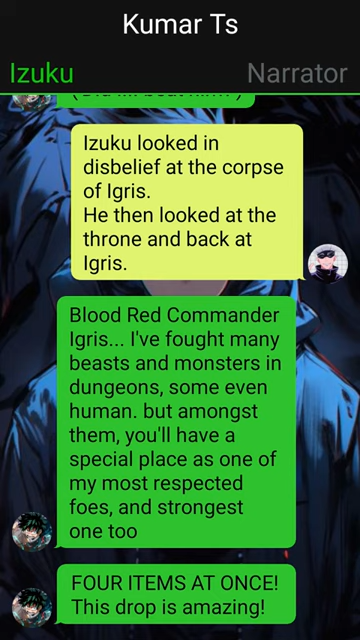 Kumar Ts
Izuku
Narrator
Izuku looked in
disbelief at the corpse
of Igris.
He then looked at the
throne and back at
Igris.
Blood Red Commander
Igris... I've fought many
beasts and monsters in
dungeons, some even
human. but amongst
them, you'll have a
special place as one of
my most respected
foes, and strongest
one too
FOUR ITEMS AT ONCE!
This drop is amazing!